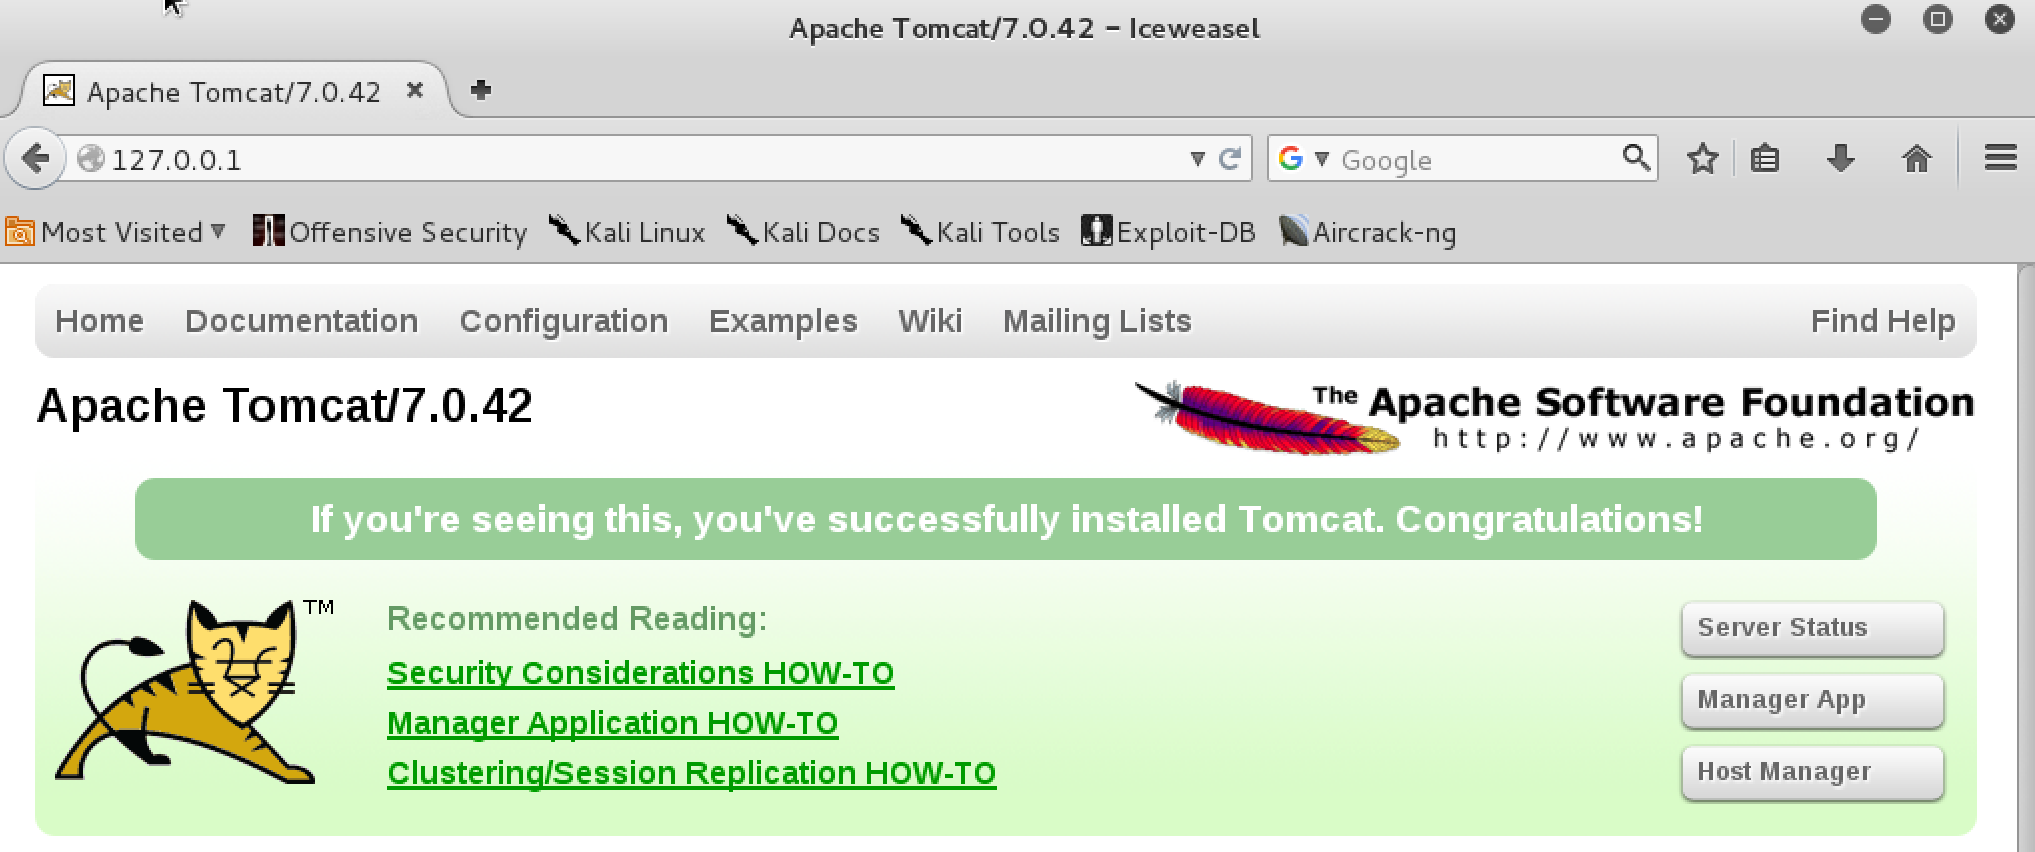 Apache Tomcat/7.0.42 - Iceweasel
Apache Tomcat/7.0.42
127.0.0.1 Google
Most Visited Offensive Security Kali Linux Kali Docs Kali Tools Exploit-DB Aircrack-ng
Home Documentation Configuration Examples Wiki Mailing Lists Find Help
Apache Tomcat/7.0.42
The Apache Software Foundation
http://www.apache.org/
If you're seeing this, you've successfully installed Tomcat. Congratulations!
TM
Recommended Reading:
Security Considerations HOW-TO
Manager Application HOW-TO
Clustering/Session Replication HOW-TO
Server Status
Manager App
Host Manager